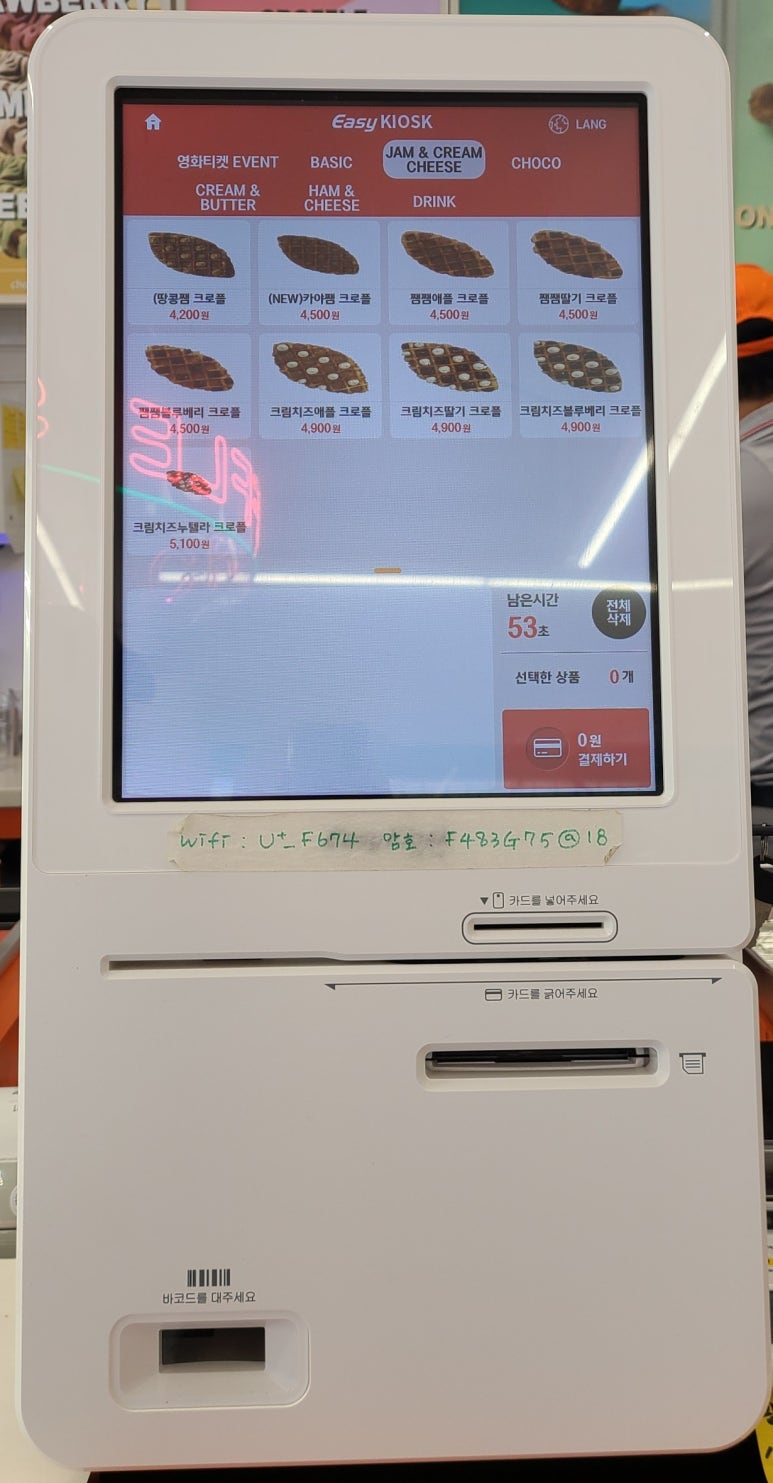 Easy KIOSK
LANG
영화티켓 EVENT
BASIC
JAM & CREAM
CHEESE
CHOCO
CREAM &
BUTTER
HAM &
CHEESE
DRINK
(땅콩쨈 크로플
4,200원
(NEW)카야쨈 크로플
4,500원
쨈쨈애플 크로플
4,500원
쨈쨈딸기 크로플
4,500원
쨈쨈블루베리 크로플
4,500원
크림치즈애플 크로플
4,900원
크림치즈딸기 크로플
4,900원
크림치즈블루베리 크로플
4,900원
크림치즈누텔라 크로플
5,100원
남은시간
53초
전체
삭제
선택한 상품 0개
0원
결제하기
wifi : U+_F674 암호 : F483G75@18
▼ 카드를 넣어주세요
카드를 긁어주세요
바코드를 대주세요